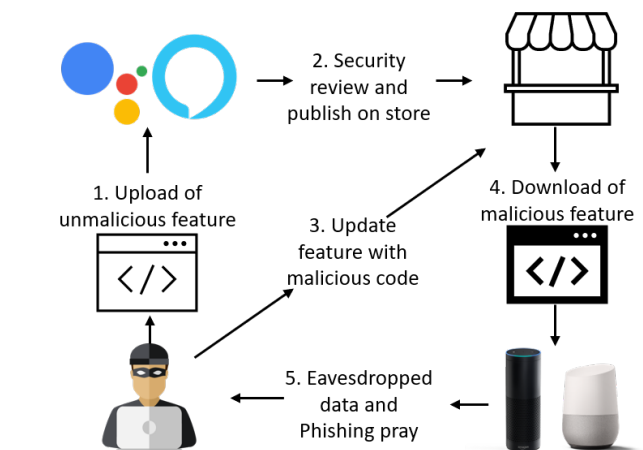 1. Upload of
unmalicious feature
</>
2. Security
review and
publish on store
3. Update
feature with
malicious code
4. Download of
malicious feature
</>
5. Eavesdropped
data and
Phishing pray